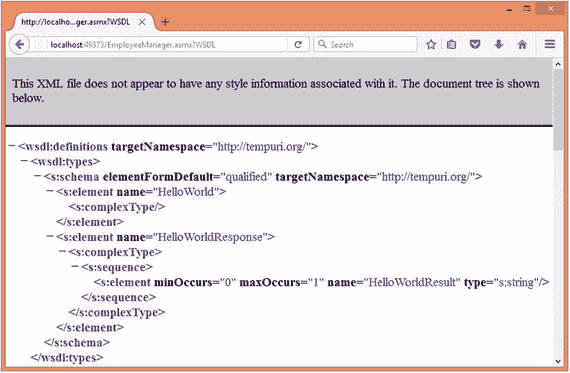 http://localho...ger.asmx?WSDL
localhost:49373/EmployeeManager.asmx?WSDL
Search
This XML file does not appear to have any style information associated with it. The document tree is shown
below.
−<wsdl:definitions targetNamespace="http://tempuri.org/">
−<wsdl:types>
−<s:schema elementFormDefault="qualified" targetNamespace="http://tempuri.org/">
−<s:element name="HelloWorld">
<s:complexType/>
</s:element>
−<s:element name="HelloWorldResponse">
−<s:complexType>
−<s:sequence>
<s:element minOccurs="0" maxOccurs="1" name="HelloWorldResult" type="s:string"/>
</s:sequence>
</s:complexType>
</s:element>
</s:schema>
</wsdl:types>